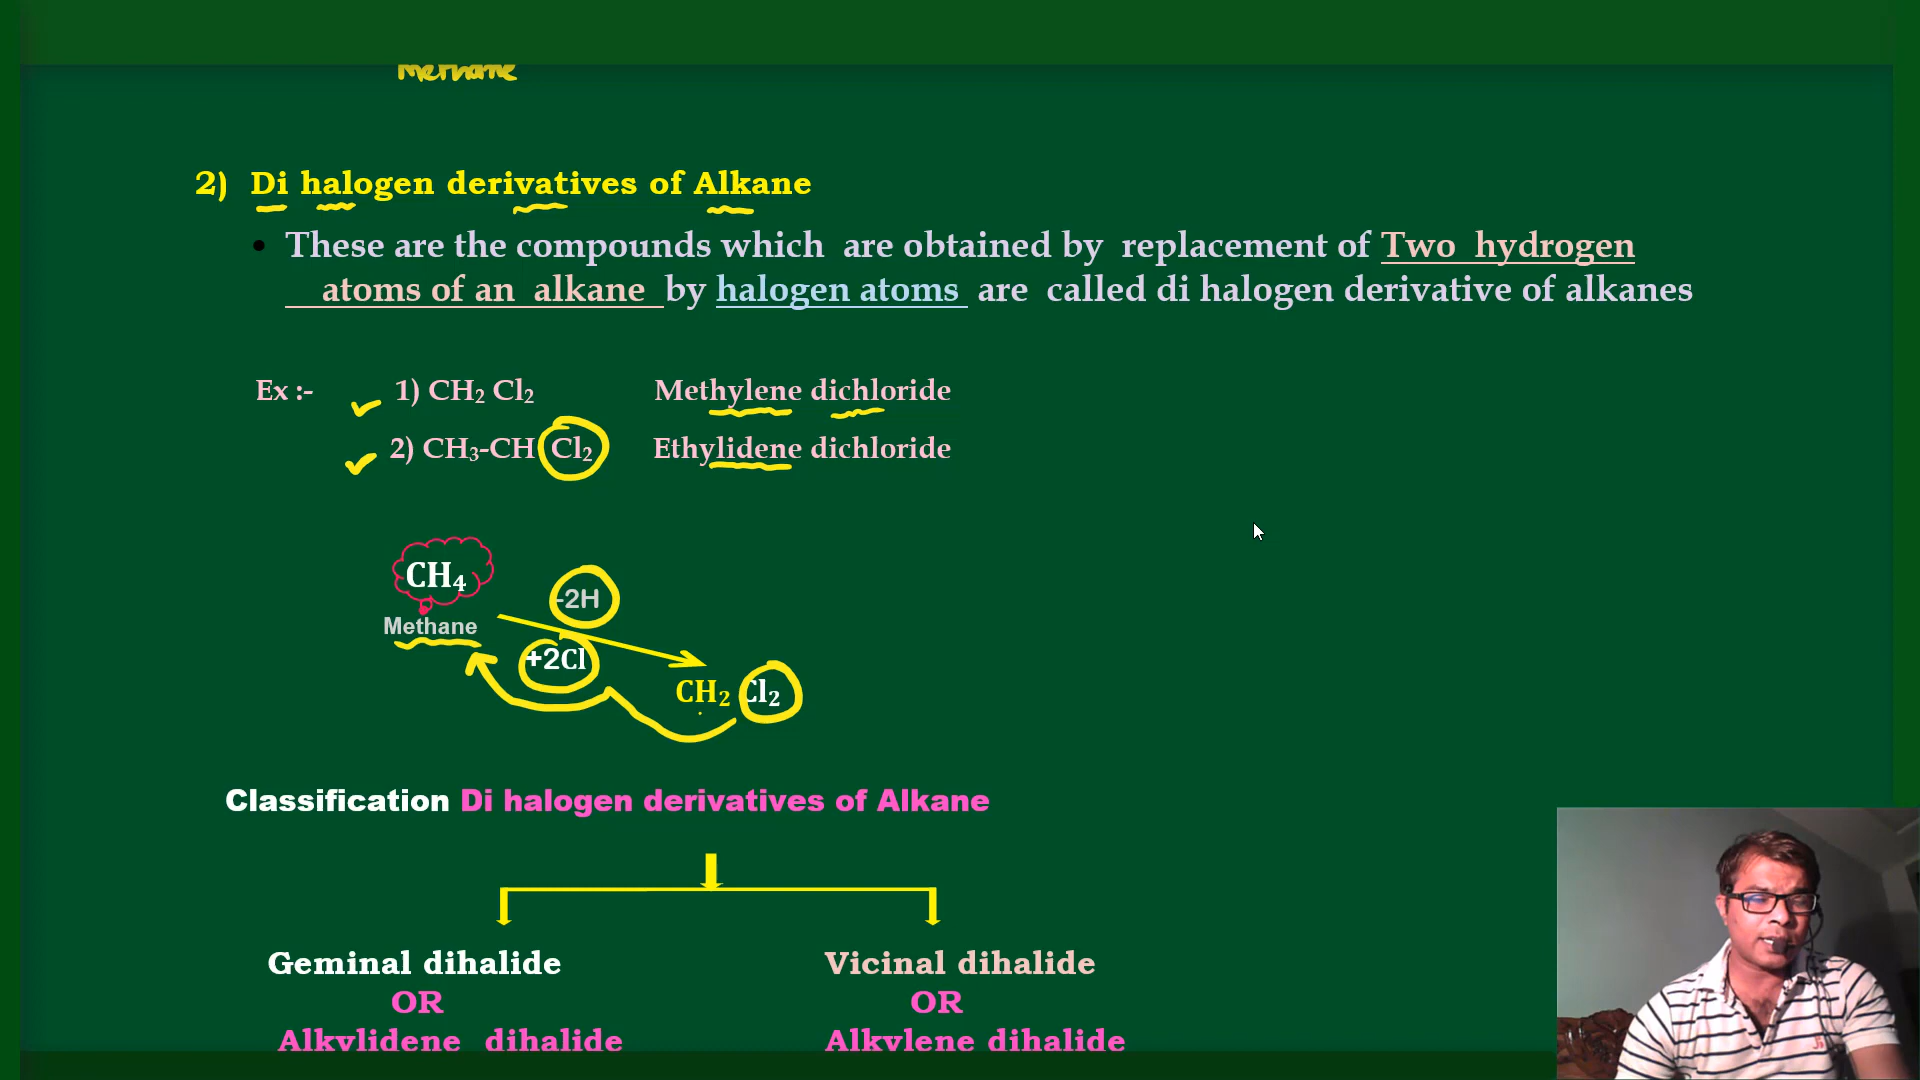 Methane
2) Di halogen derivatives of Alkane
• These are the compounds which are obtained by replacement of Two hydrogen
atoms of an alkane by halogen atoms are called di halogen derivative of alkanes
Ex :- 1) CH₂ Cl₂ Methylene dichloride
2) CH₃-CH Cl₂ Ethylidene dichloride
CH₄
-2H
Methane
+2Cl
CH₂ Cl₂
Classification Di halogen derivatives of Alkane
Geminal dihalide Vicinal dihalide
OR OR
Alkylidene dihalide Alkylene dihalide